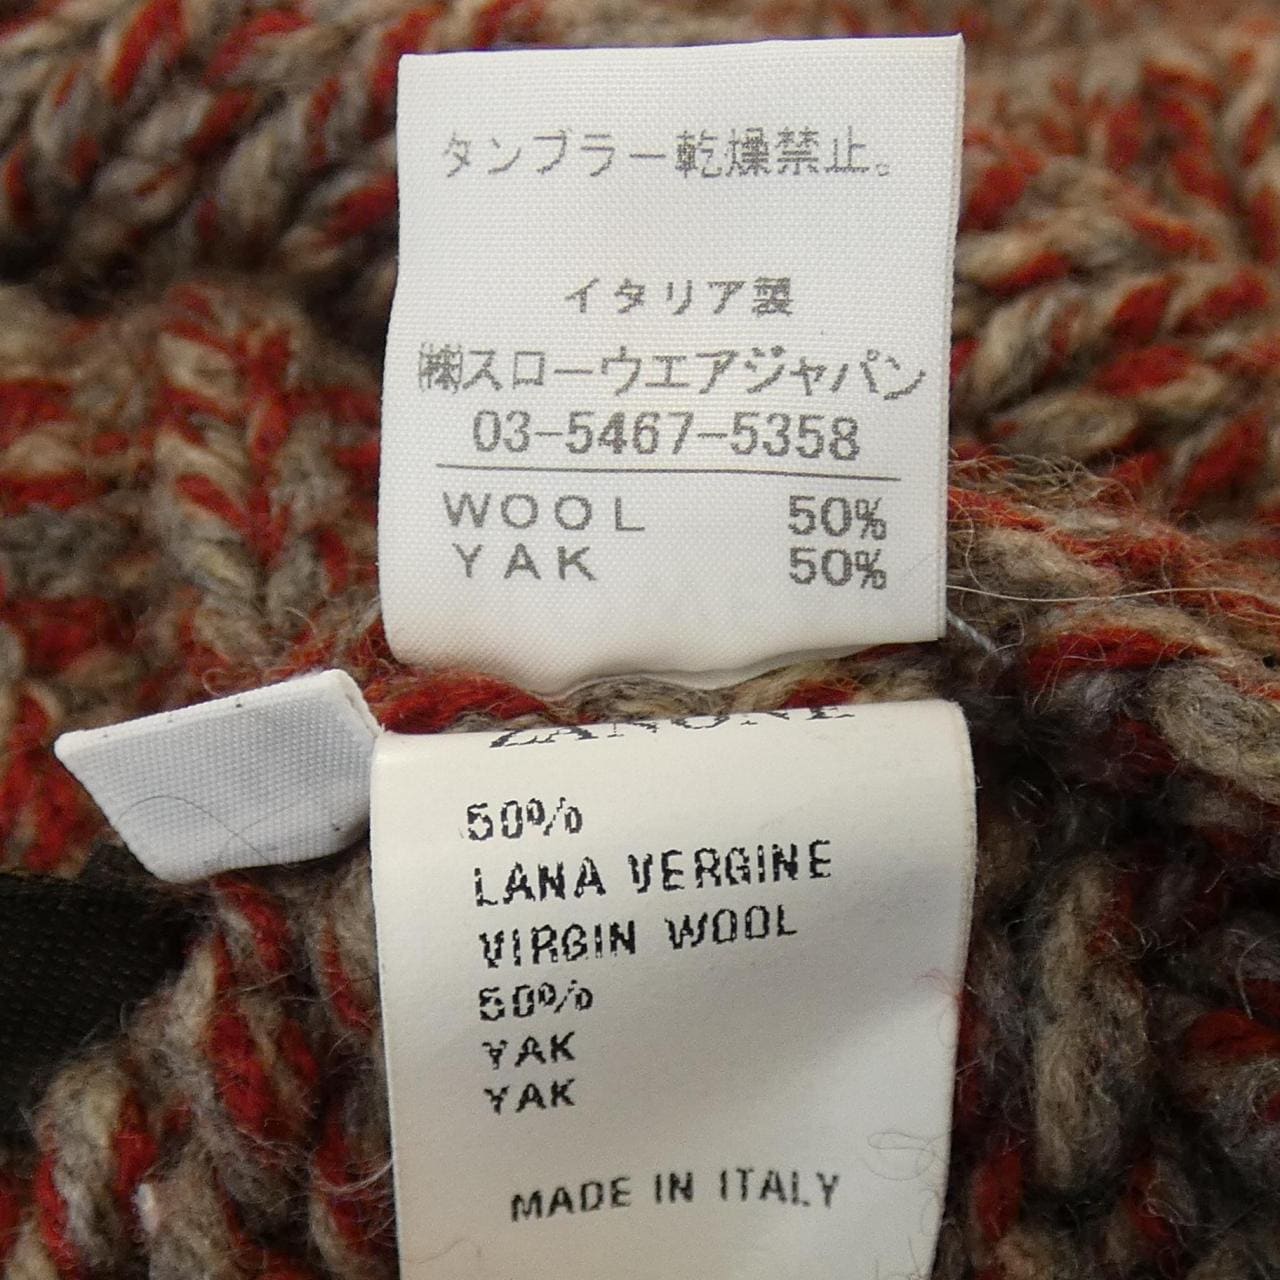 タンブラー乾燥禁止。
イタリア製
㈱スローウエアジャパン
03-5467-5358
WOOL 50%
YAK 50%
ZANONE
50%
LANA VERGINE
VIRGIN WOOL
50%
YAK
YAK
MADE IN ITALY